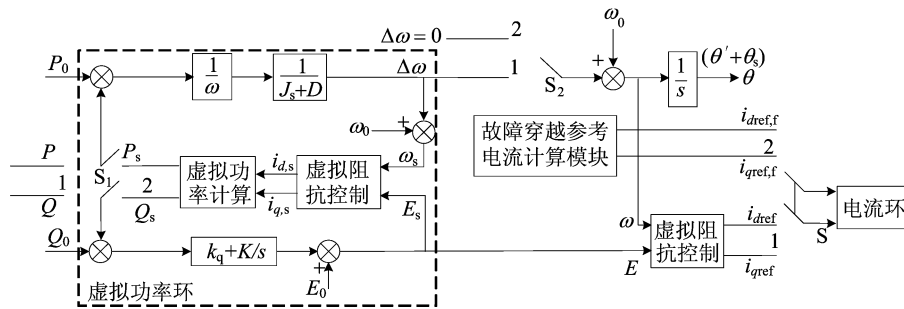 Δω=0
2
ω₀
P₀
1/ω
1/(Js+D)
Δω
1
S₂
+
1/s
(θ′+θs)
θ
ω₀
+
ωs
故障穿越参考
电流计算模块
idref,f
2
iqref,f
P
S₁
Ps
1
Q
2
Qs
虚拟功
率计算
id,s
iq,s
虚拟阻
抗控制
Es
S
电流环
Q₀
kq+K/s
+
E₀
ω
E
虚拟阻
抗控制
idref
1
iqref
虚拟功率环